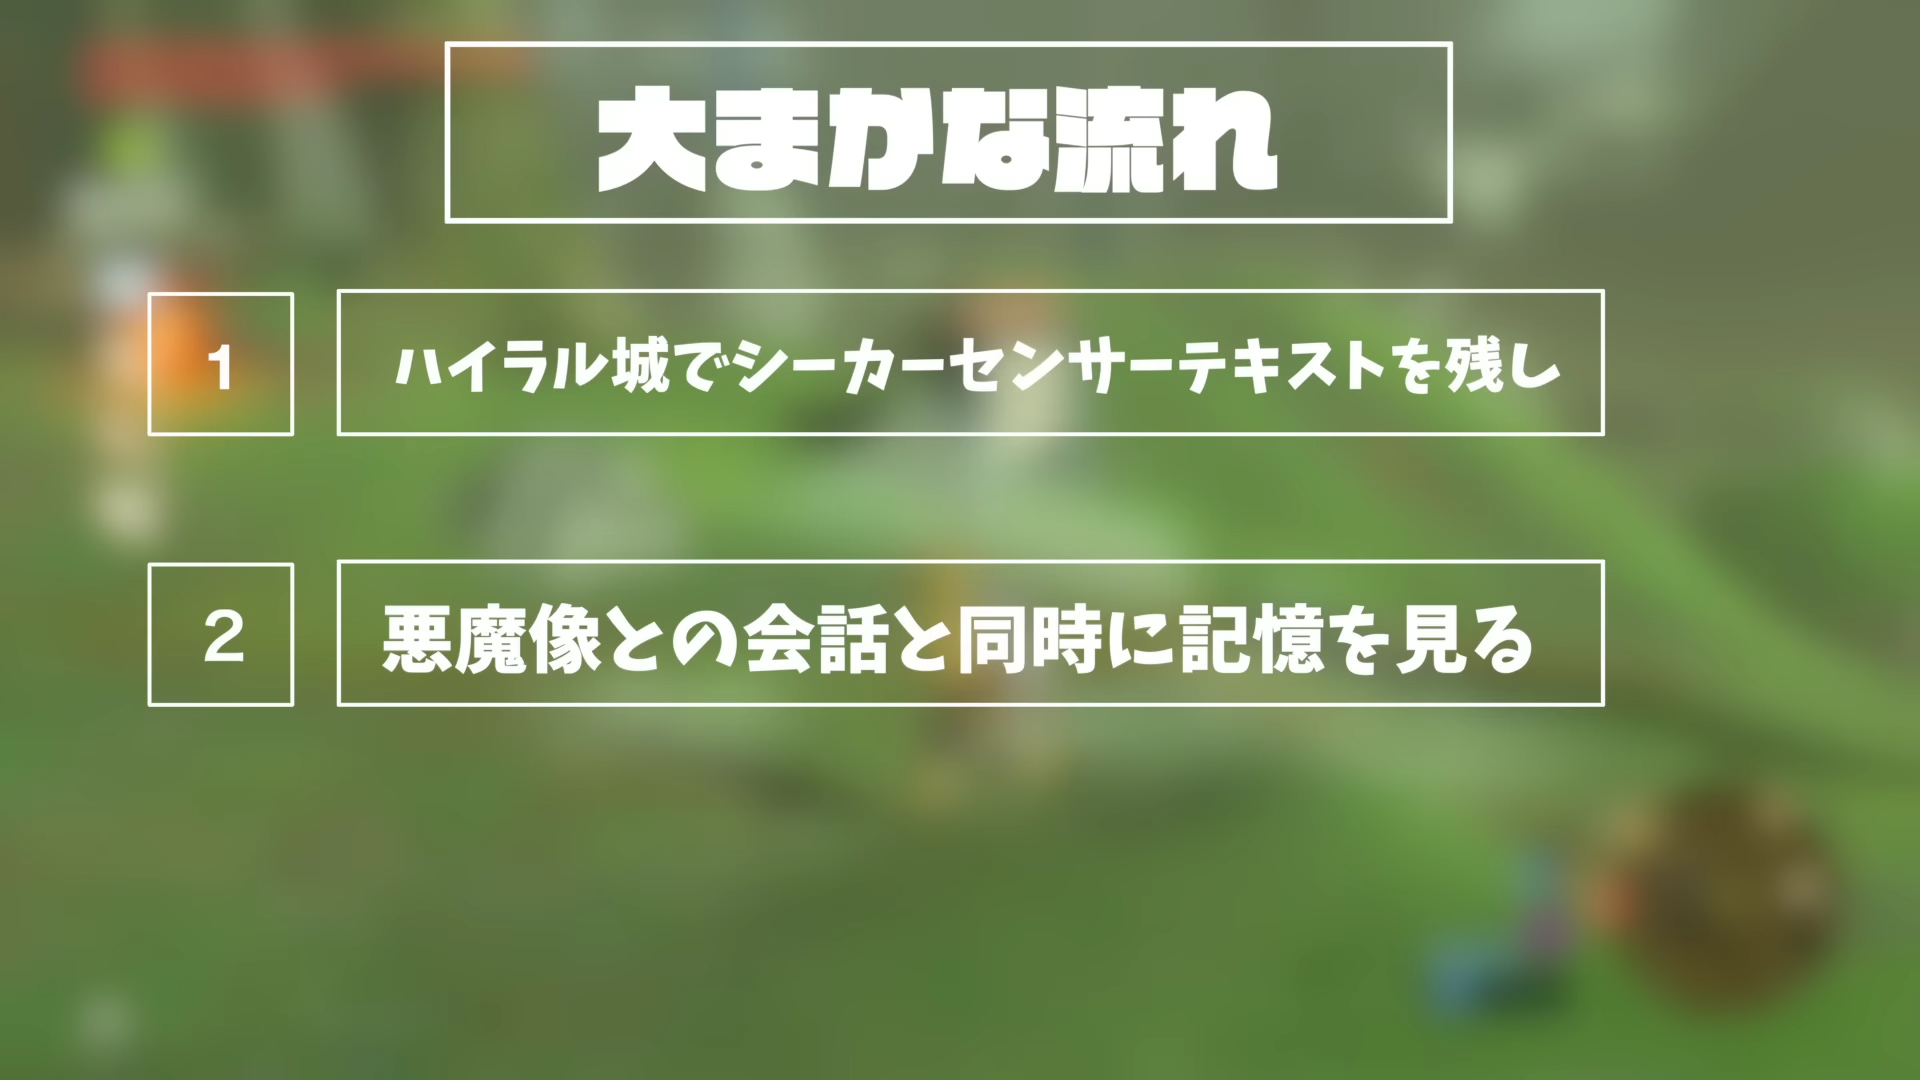 大まかな流れ
1
ハイラル城でシーカーセンサーテキストを残し
2
悪魔像との会話と同時に記憶を見る